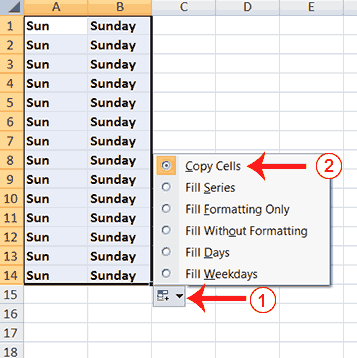 A B C D E
1 Sun Sunday
2 Sun Sunday
3 Sun Sunday
4 Sun Sunday
5 Sun Sunday
6 Sun Sunday
7 Sun Sunday
8 Sun Sunday
9 Sun Sunday
10 Sun Sunday
11 Sun Sunday
12 Sun Sunday
13 Sun Sunday
14 Sun Sunday
15
16
17
18
Copy Cells 2
Fill Series
Fill Formatting Only
Fill Without Formatting
Fill Days
Fill Weekdays
1